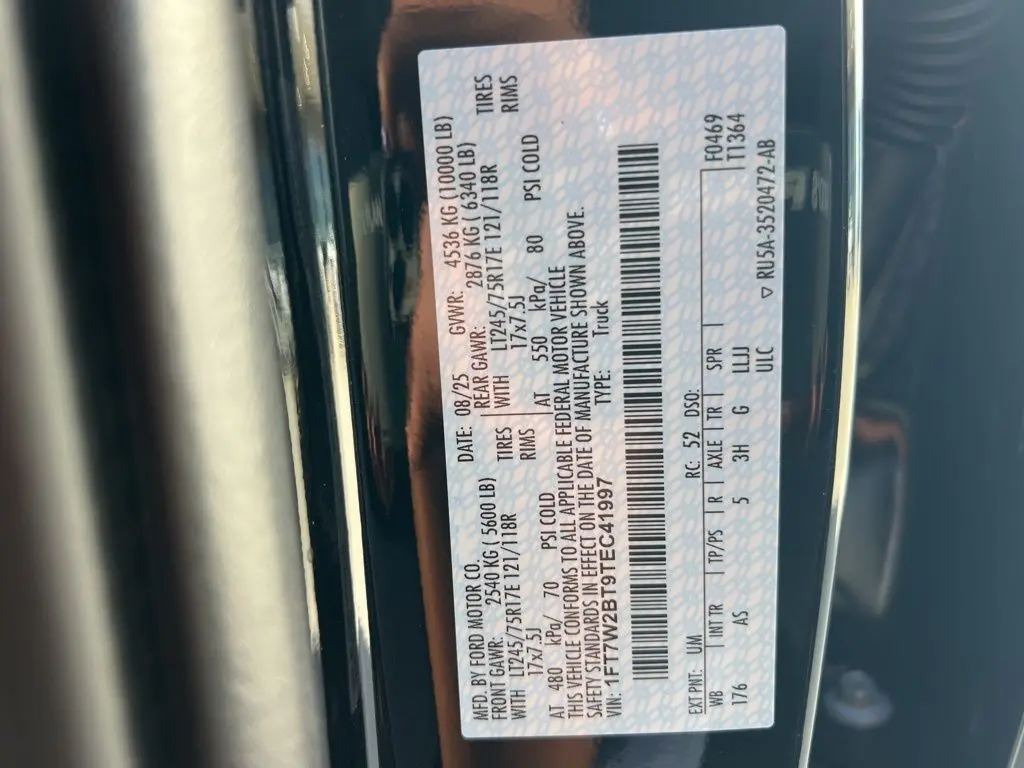 MFD. BY FORD MOTOR CO. DATE: 08/25 GVWR: 4536 KG (10000 LB)
FRONT GAWR: 2540 KG ( 5600 LB) REAR GAWR: 2876 KG ( 6340 LB)
WITH LT245/75R17E 121/118R TIRES WITH LT245/75R17E 121/118R TIRES
17x7.5J RIMS 17x7.5J RIMS
AT 480 kPa/ 70 PSI COLD AT 550 kPa/ 80 PSI COLD
THIS VEHICLE CONFORMS TO ALL APPLICABLE FEDERAL MOTOR VEHICLE
SAFETY STANDARDS IN EFFECT ON THE DATE OF MANUFACTURE SHOWN ABOVE.
VIN: 1FT7W2BT9TEC41997 TYPE: Truck
EXT PNT: UM RC: 52 DSO:
WB INT TR TP/PS R AXLE TR SPR F0469
176 AS 5 3H G LLJJ T1364
ULC ▽ RU5A-3520472-AB